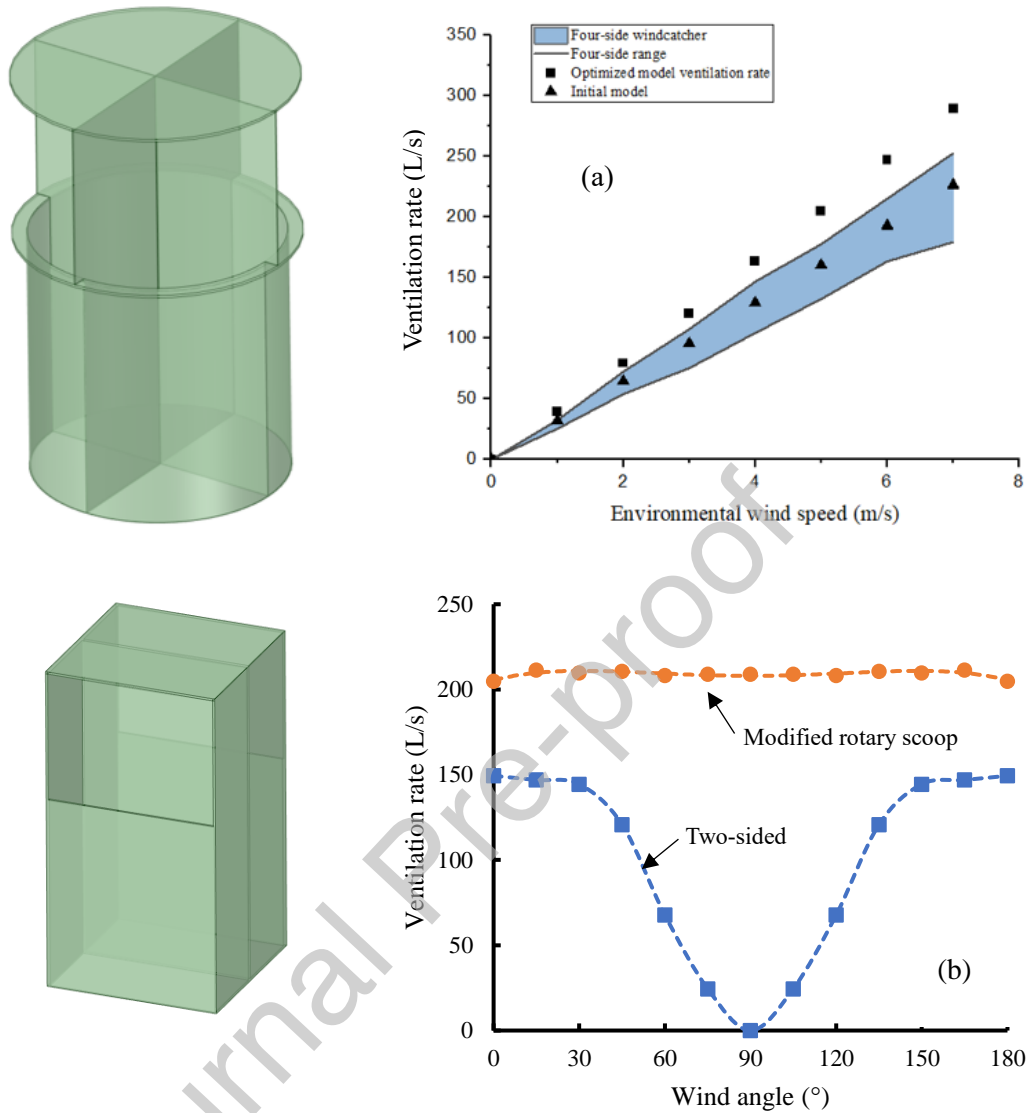 350
300
250
200
150
100
50
0
0 2 4 6 8
Ventilation rate (L/s)
Environmental wind speed (m/s)
Four-side windcatcher
Four-side range
Optimized model ventilation rate
Initial model
(a)
250
200
150
100
50
0
0 30 60 90 120 150 180
Ventilation rate (L/s)
Wind angle (°)
Modified rotary scoop
Two-sided
(b)
urnal Pre-proof